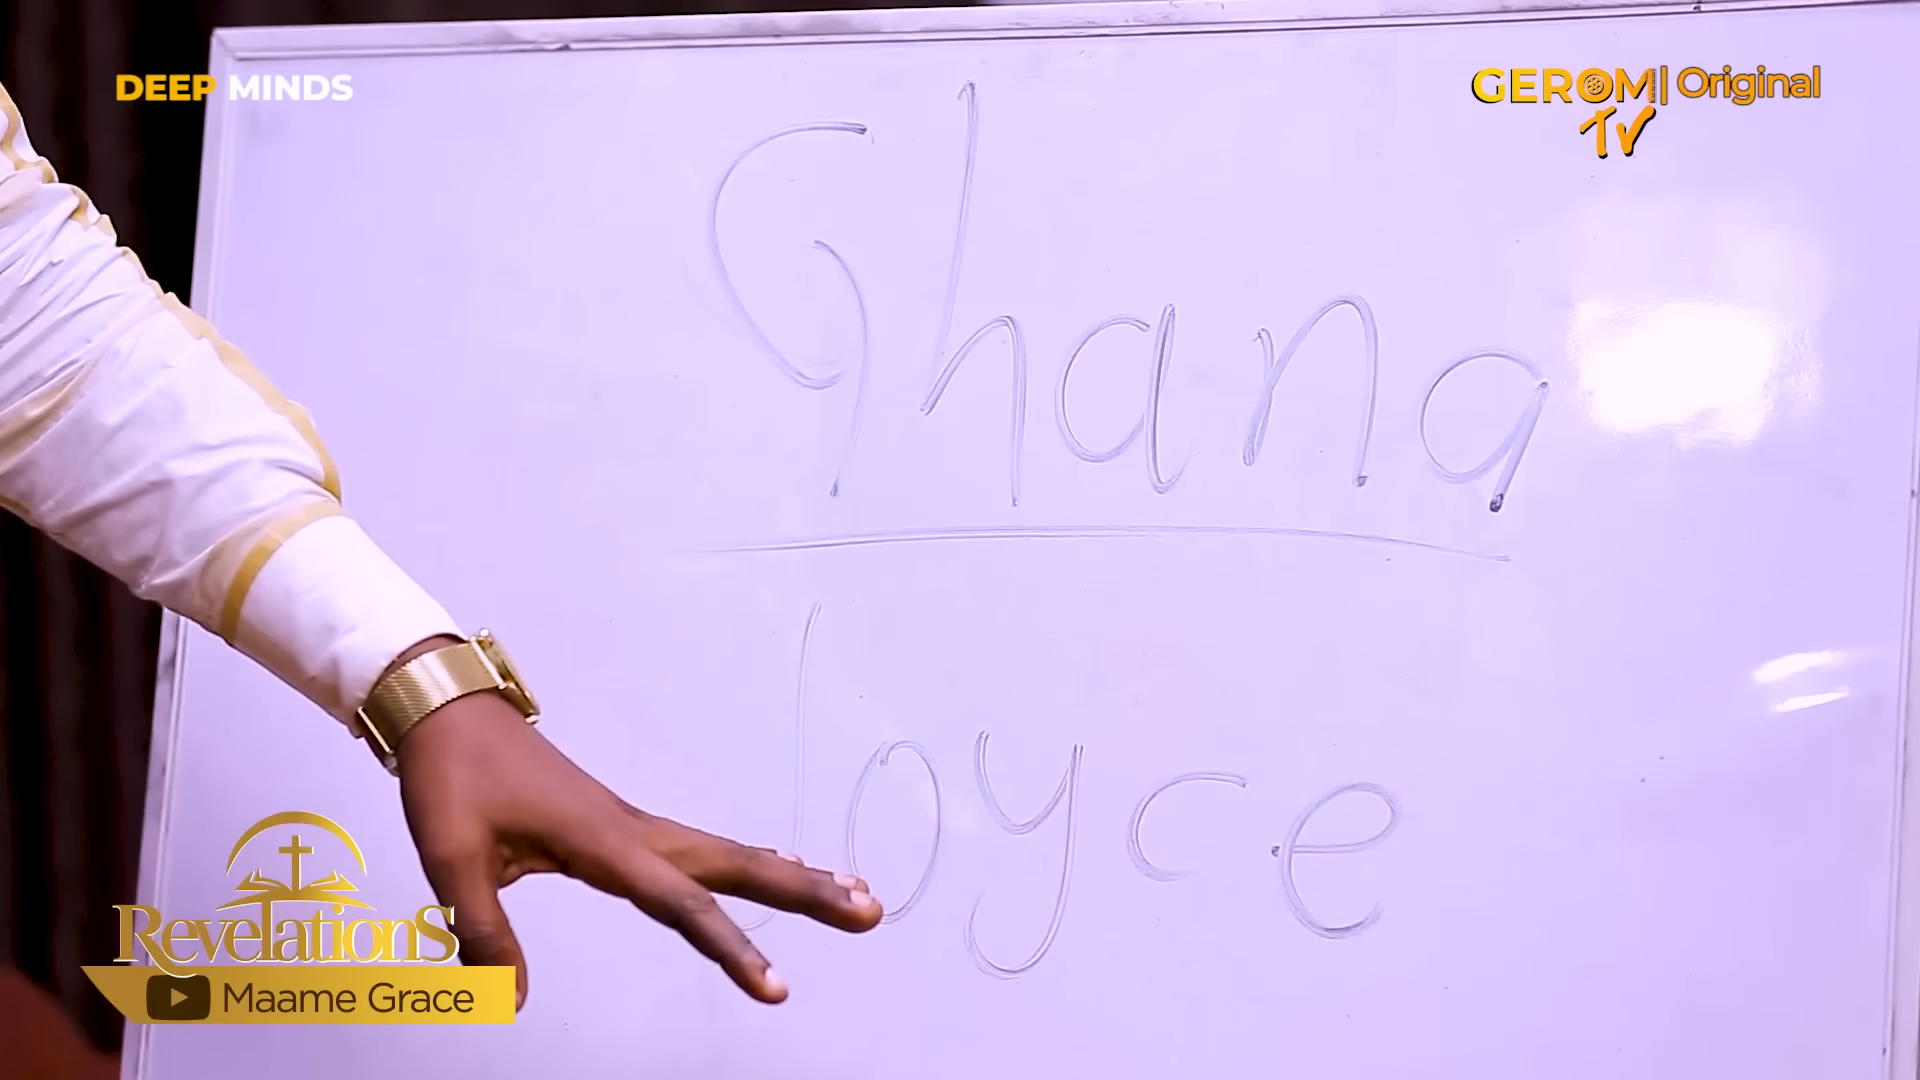 DEEP MINDS
GEROM TV | Original
Ghana
Joyce
Revelations
Maame Grace